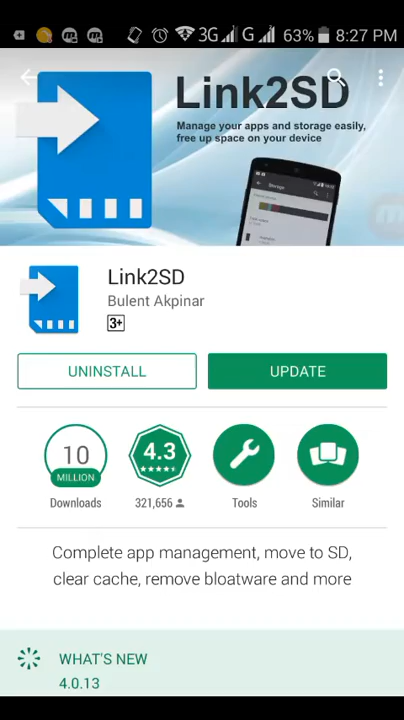 3G G 63% 8:27 PM
Link2SD
Manage your apps and storage easily,
free up space on your device
Storage
Link2SD
Bulent Akpinar
3+
UNINSTALL
UPDATE
10
MILLION
4.3
Downloads
321,656
Tools
Similar
Complete app management, move to SD,
clear cache, remove bloatware and more
WHAT'S NEW
4.0.13